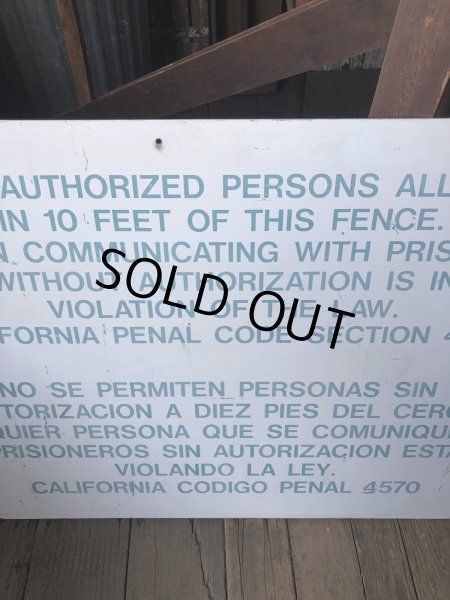 AUTHORIZED PERSONS ALL
IN 10 FEET OF THIS FENCE.
N COMMUNICATING WITH PRIS
WITHOUT AUTHORIZATION IS IN
VIOLATION OF THE LAW.
FORNIA PENAL CODE SECTION 4
SOLD OUT
NO SE PERMITEN PERSONAS SIN
TORIZACION A DIEZ PIES DEL CERC
QUIER PERSONA QUE SE COMUNIQU
PRISIONEROS SIN AUTORIZACION ESTA
VIOLANDO LA LEY.
CALIFORNIA CODIGO PENAL 4570